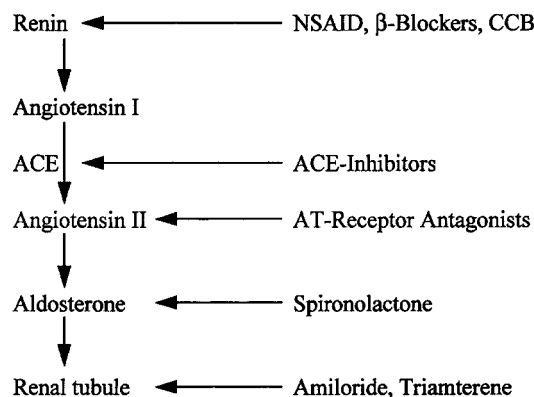 Renin NSAID, β-Blockers, CCB
Angiotensin I
ACE ACE-Inhibitors
Angiotensin II AT-Receptor Antagonists
Aldosterone Spironolactone
Renal tubule Amiloride, Triamterene